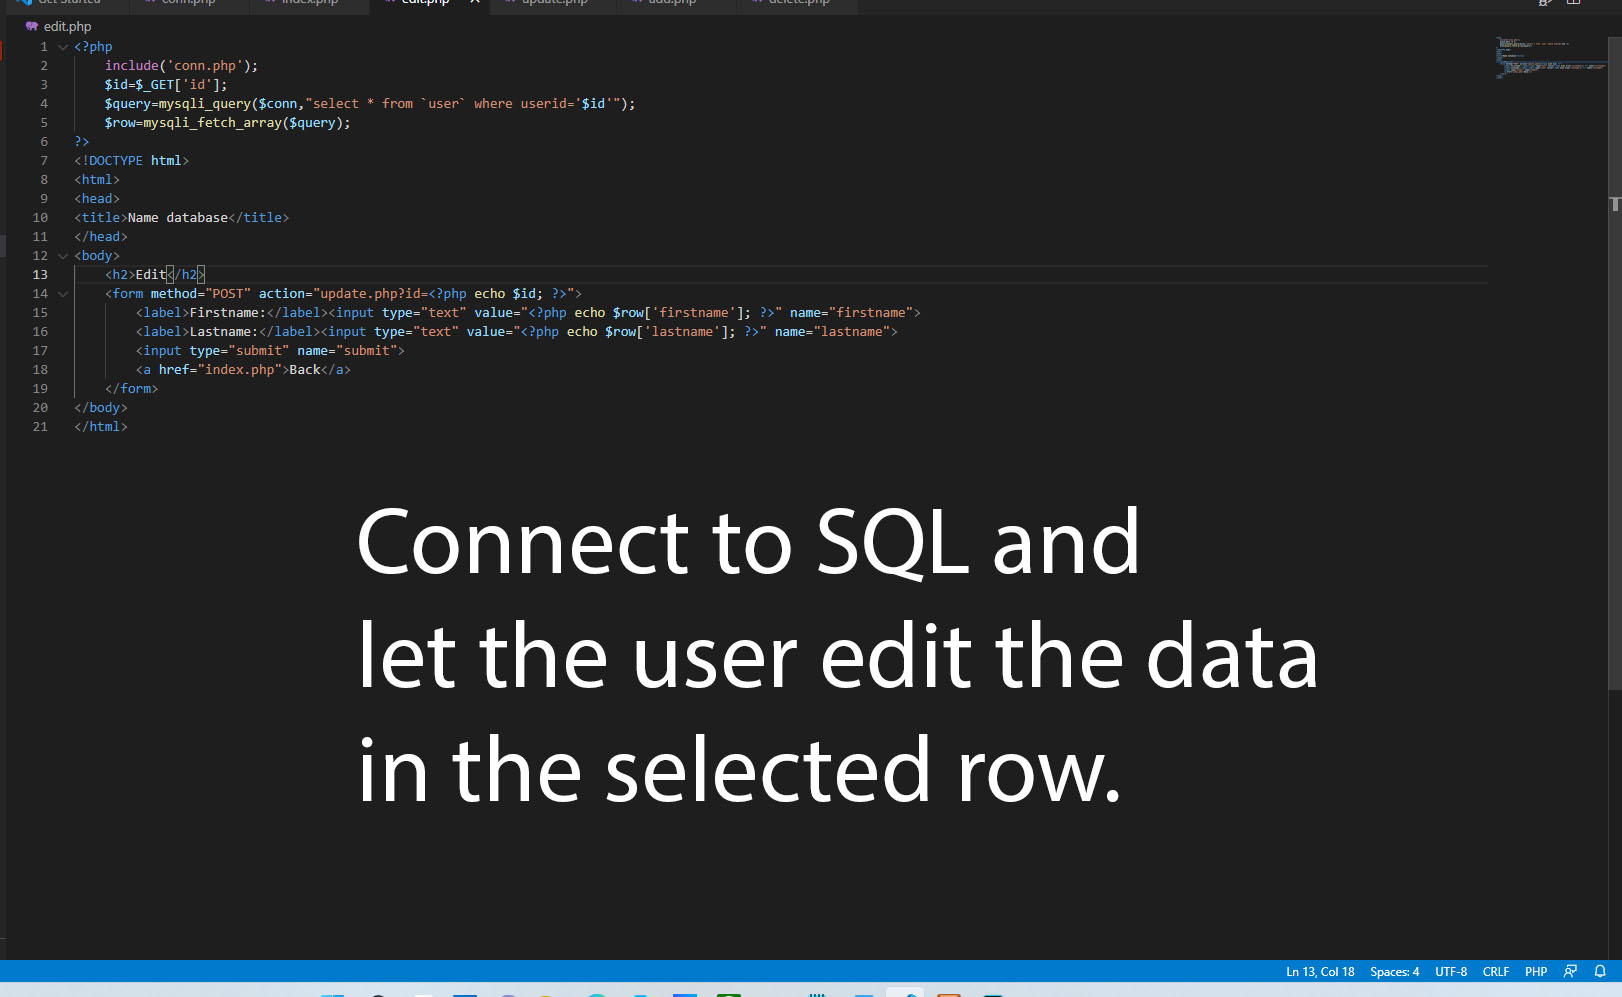 Get Started conn.php index.php edit.php update.php add.php delete.php
edit.php
1 <?php
2 include('conn.php');
3 $id=$_GET['id'];
4 $query=mysqli_query($conn,"select * from `user` where userid='$id'");
5 $row=mysqli_fetch_array($query);
6 ?>
7 <!DOCTYPE html>
8 <html>
9 <head>
10 <title>Name database</title>
11 </head>
12 <body>
13 <h2>Edit</h2>
14 <form method="POST" action="update.php?id=<?php echo $id; ?>">
15 <label>Firstname:</label><input type="text" value="<?php echo $row['firstname']; ?>" name="firstname">
16 <label>Lastname:</label><input type="text" value="<?php echo $row['lastname']; ?>" name="lastname">
17 <input type="submit" name="submit">
18 <a href="index.php">Back</a>
19 </form>
20 </body>
21 </html>
Connect to SQL and
let the user edit the data
in the selected row.
Ln 13, Col 18 Spaces: 4 UTF-8 CRLF PHP